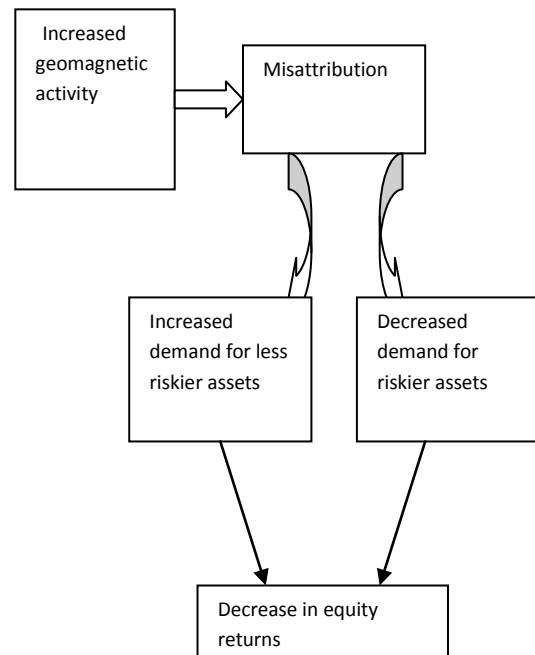 Increased
geomagnetic
activity
Misattribution
Increased
demand for less
riskier assets
Decreased
demand for
riskier assets
Decrease in equity
returns